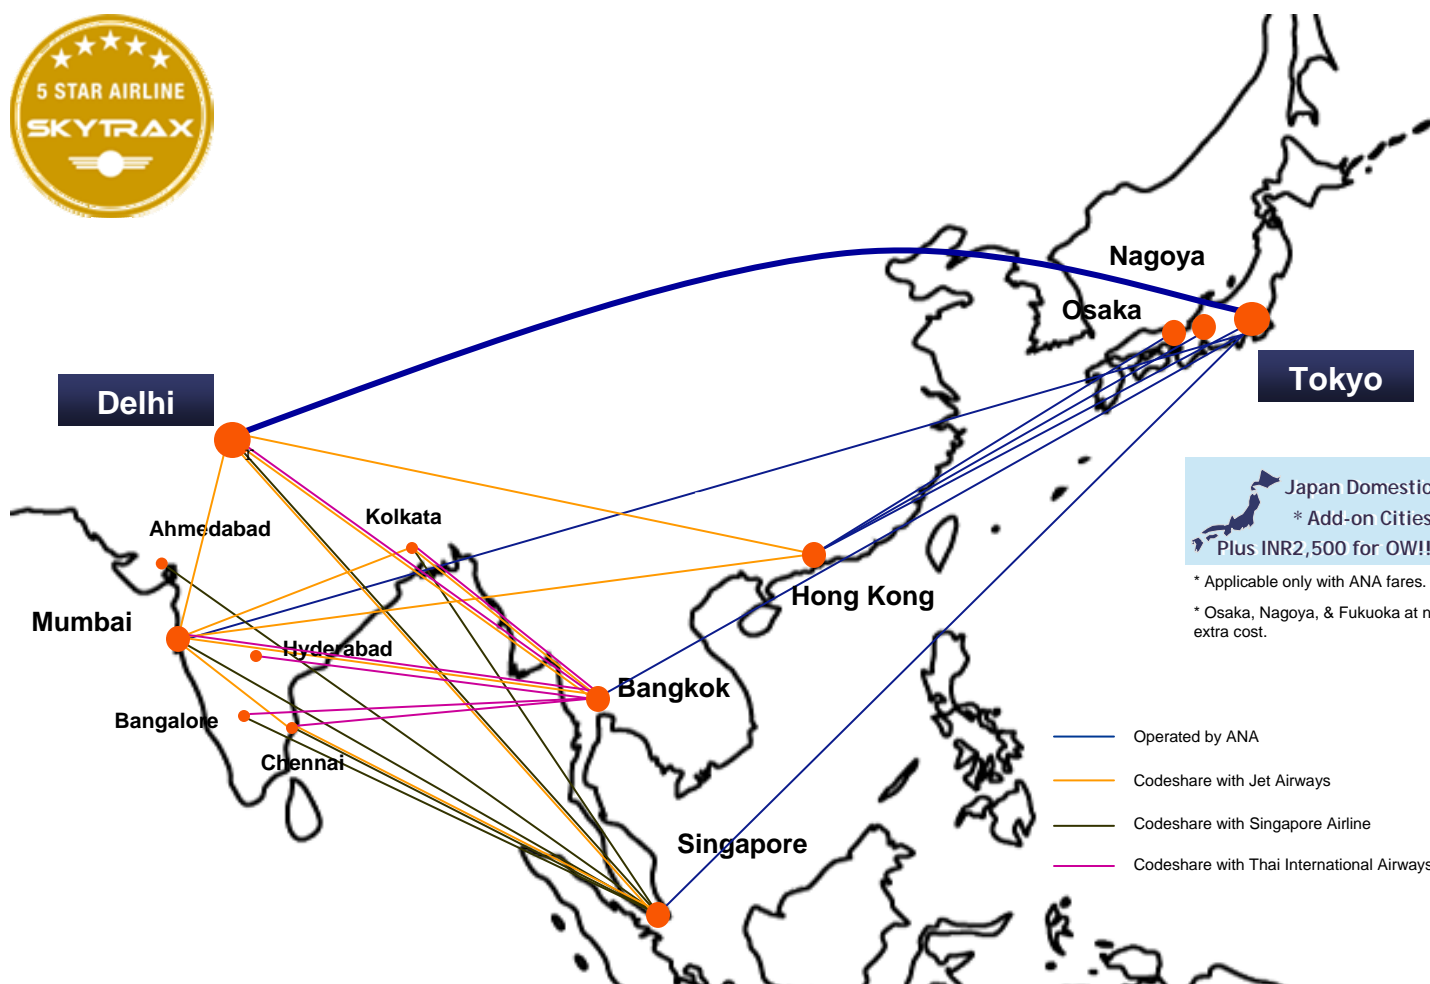 5 STAR AIRLINE
SKYTRAX
Nagoya
Osaka
Tokyo
Delhi
Japan Domestic
* Add-on Cities
Plus INR2,500 for OW!!
* Applicable only with ANA fares.
* Osaka, Nagoya, & Fukuoka at n
extra cost.
Ahmedabad
Kolkata
Mumbai
Hong Kong
Hyderabad
Bangkok
Bangalore
Chennai
Singapore
Operated by ANA
Codeshare with Jet Airways
Codeshare with Singapore Airline
Codeshare with Thai International Airways